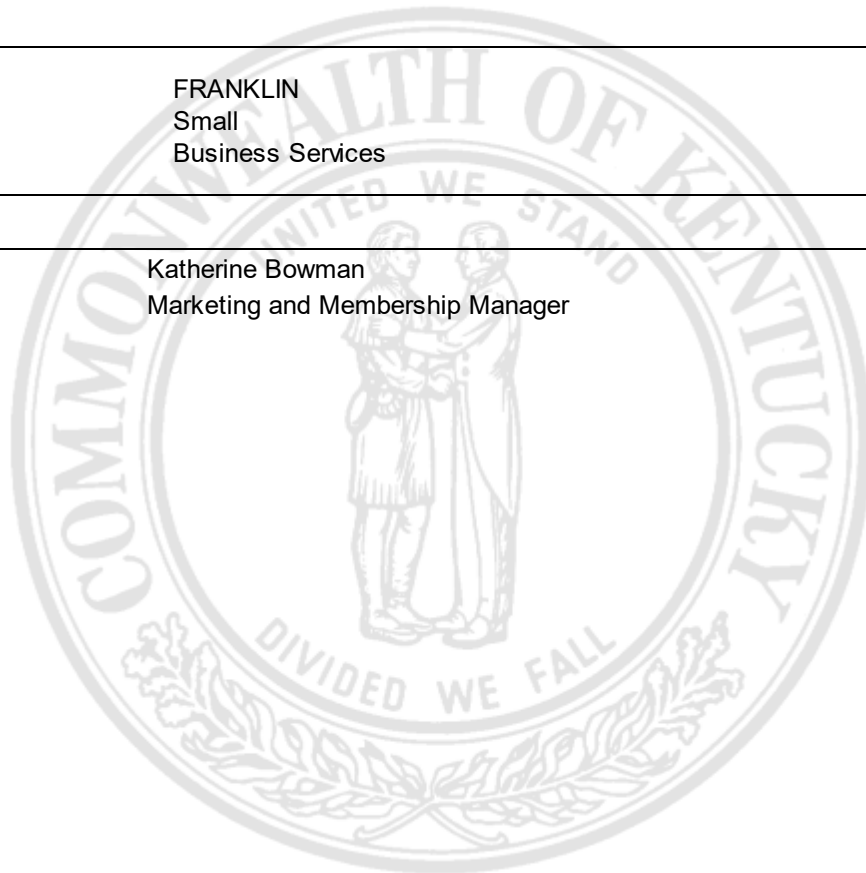 FRANKLIN
Small
Business Services
Katherine Bowman
Marketing and Membership Manager
COMMONWEALTH OF KENTUCKY
UNITED WE STAND
DIVIDED WE FALL